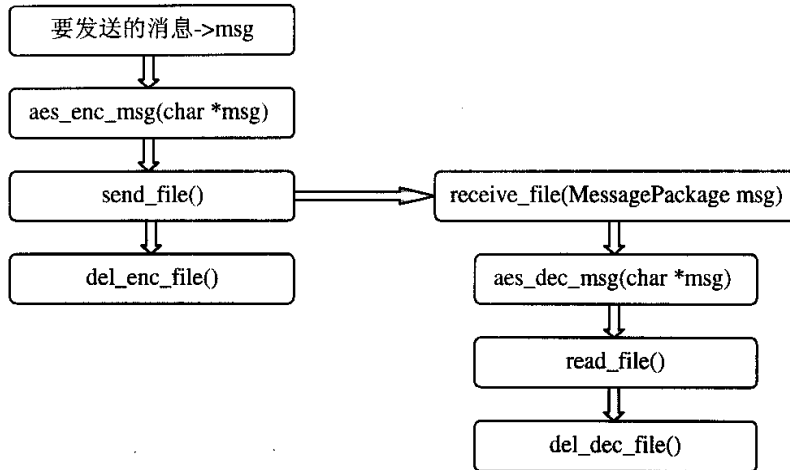 要发送的消息->msg
aes_enc_msg(char *msg)
send_file()
del_enc_file()
receive_file(MessagePackage msg)
aes_dec_msg(char *msg)
read_file()
del_dec_file()